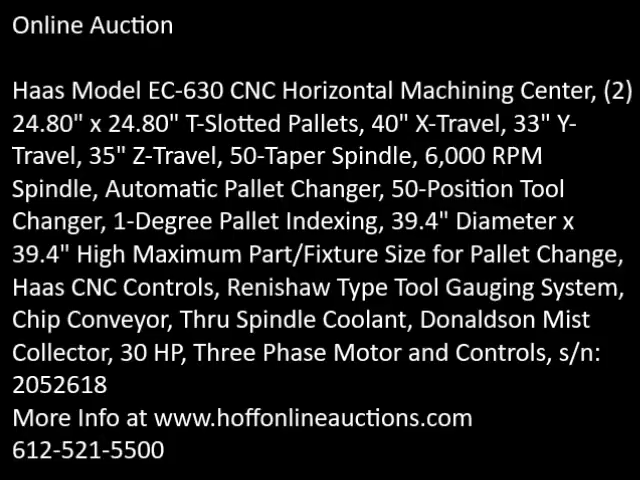 Online Auction
Haas Model EC-630 CNC Horizontal Machining Center, (2)
24.80" x 24.80" T-Slotted Pallets, 40" X-Travel, 33" Y-
Travel, 35" Z-Travel, 50-Taper Spindle, 6,000 RPM
Spindle, Automatic Pallet Changer, 50-Position Tool
Changer, 1-Degree Pallet Indexing, 39.4" Diameter x
39.4" High Maximum Part/Fixture Size for Pallet Change,
Haas CNC Controls, Renishaw Type Tool Gauging System,
Chip Conveyor, Thru Spindle Coolant, Donaldson Mist
Collector, 30 HP, Three Phase Motor and Controls, s/n:
2052618
More Info at www.hoffonlineauctions.com
612-521-5500